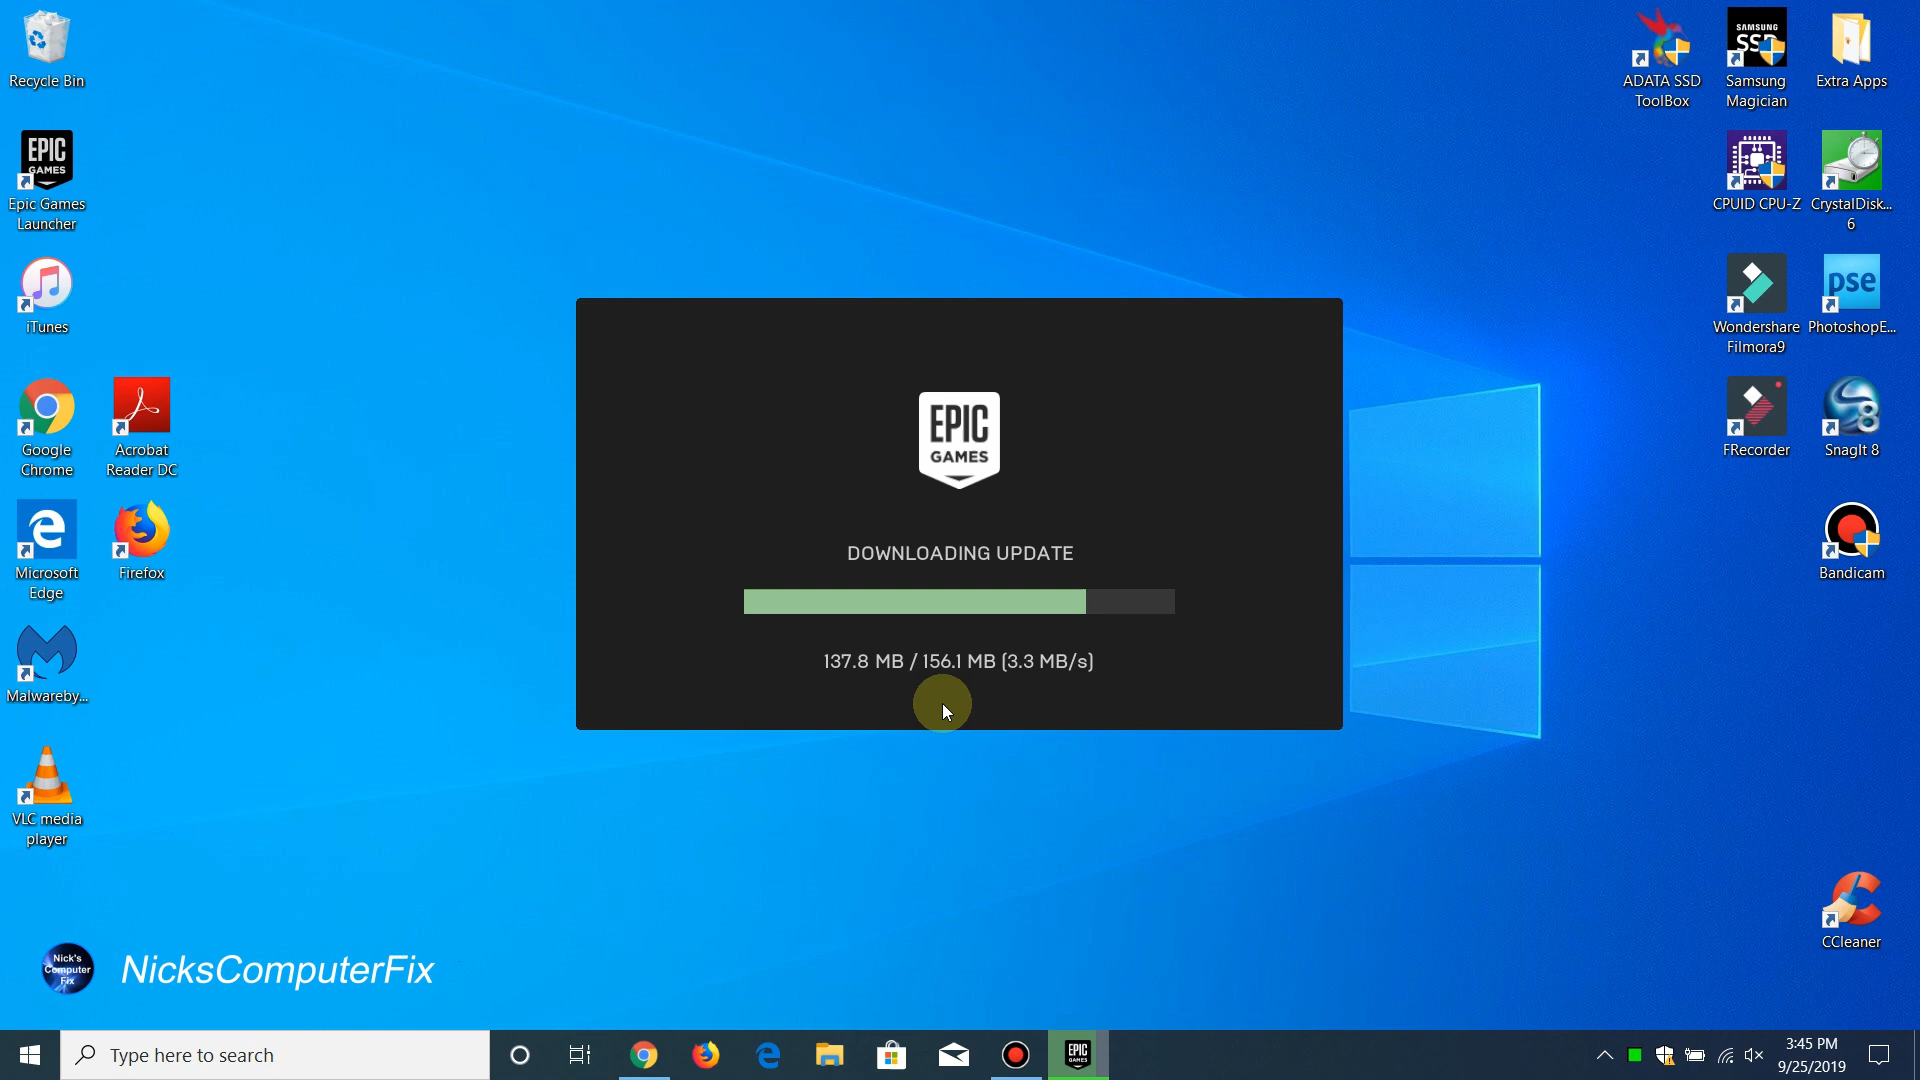 Recycle Bin
EPIC
GAMES
Epic Games
Launcher
iTunes
Google
Chrome
Acrobat
Reader DC
Microsoft
Edge
Firefox
Malwareby...
VLC media
player
Nick's
Computer
Fix
NicksComputerFix
EPIC
GAMES
DOWNLOADING UPDATE
137.8 MB / 156.1 MB (3.3 MB/s)
ADATA SSD
ToolBox
SAMSUNG
SSD
Samsung
Magician
Extra Apps
CPUID CPU-Z
CrystalDisk...
6
Wondershare
Filmora9
pse
PhotoshopE...
FRecorder
S8
SnagIt 8
Bandicam
CCleaner
Type here to search
EPIC
GAMES
3:45 PM
9/25/2019